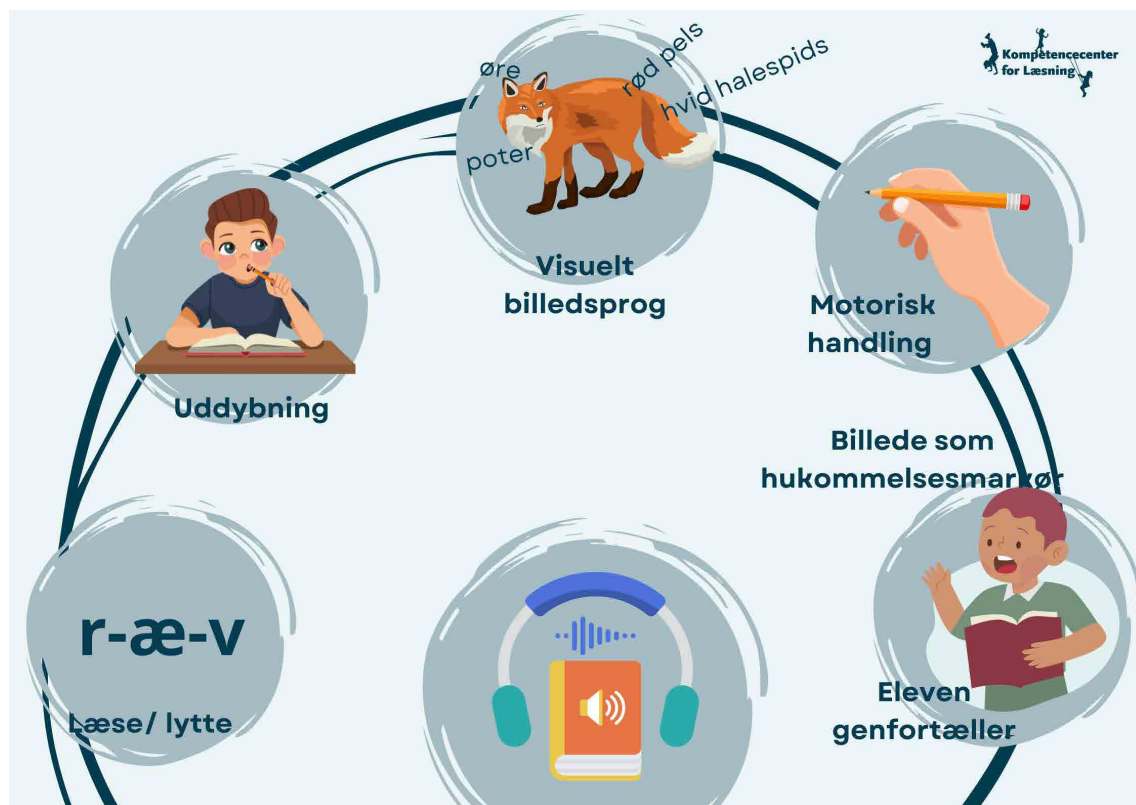 Kompetencecenter
for Læsning
øre
rød pels
hvid halespids
poter
Visuelt
billedsprog
Motorisk
handling
Uddybning
Billede som
hukommelsesmarkør
r-æ-v
Læse/ lytte
Eleven
genfortæller